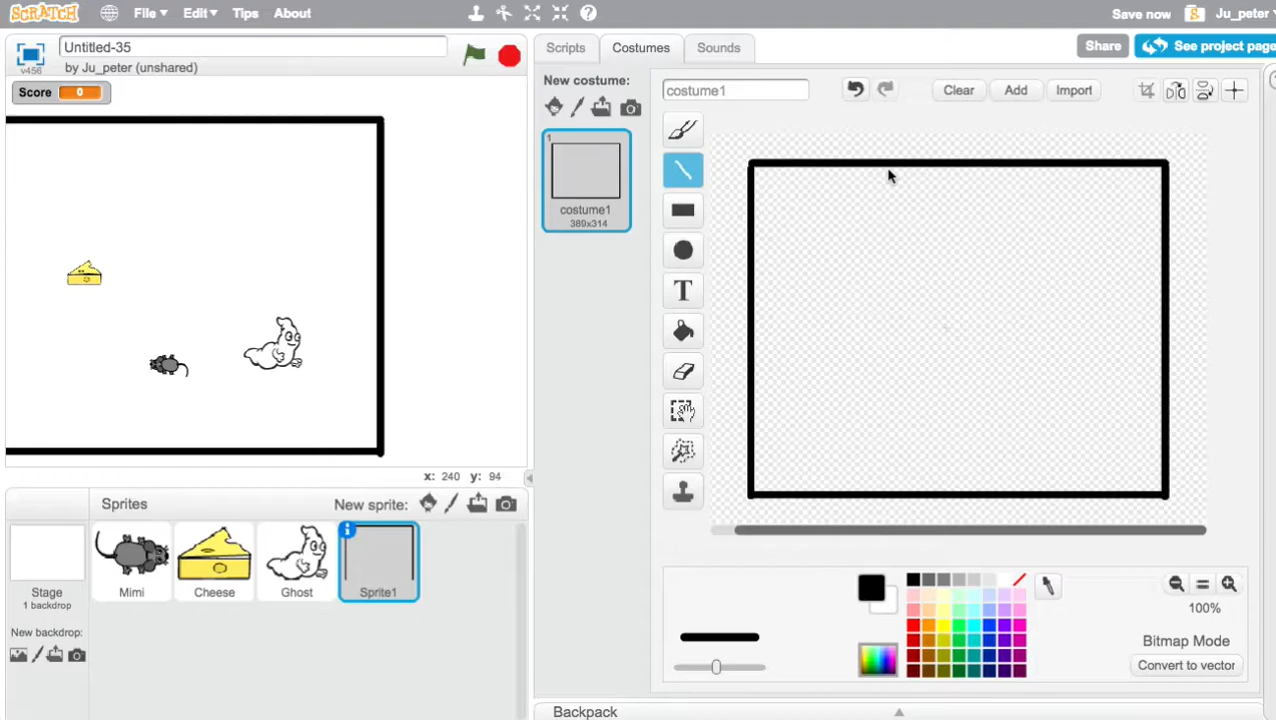 SCRATCH File Edit Tips About Save now S Ju_peter
v456 Untitled-35 Scripts Costumes Sounds Share See project page
by Ju_peter (unshared)
Score 0
New costume: costume1 Clear Add Import
1
costume1
389x314
T
x: 240 y: 94
Sprites New sprite:
Stage
1 backdrop
Mimi Cheese Ghost Sprite1
New backdrop:
100%
Bitmap Mode
Convert to vector
Backpack